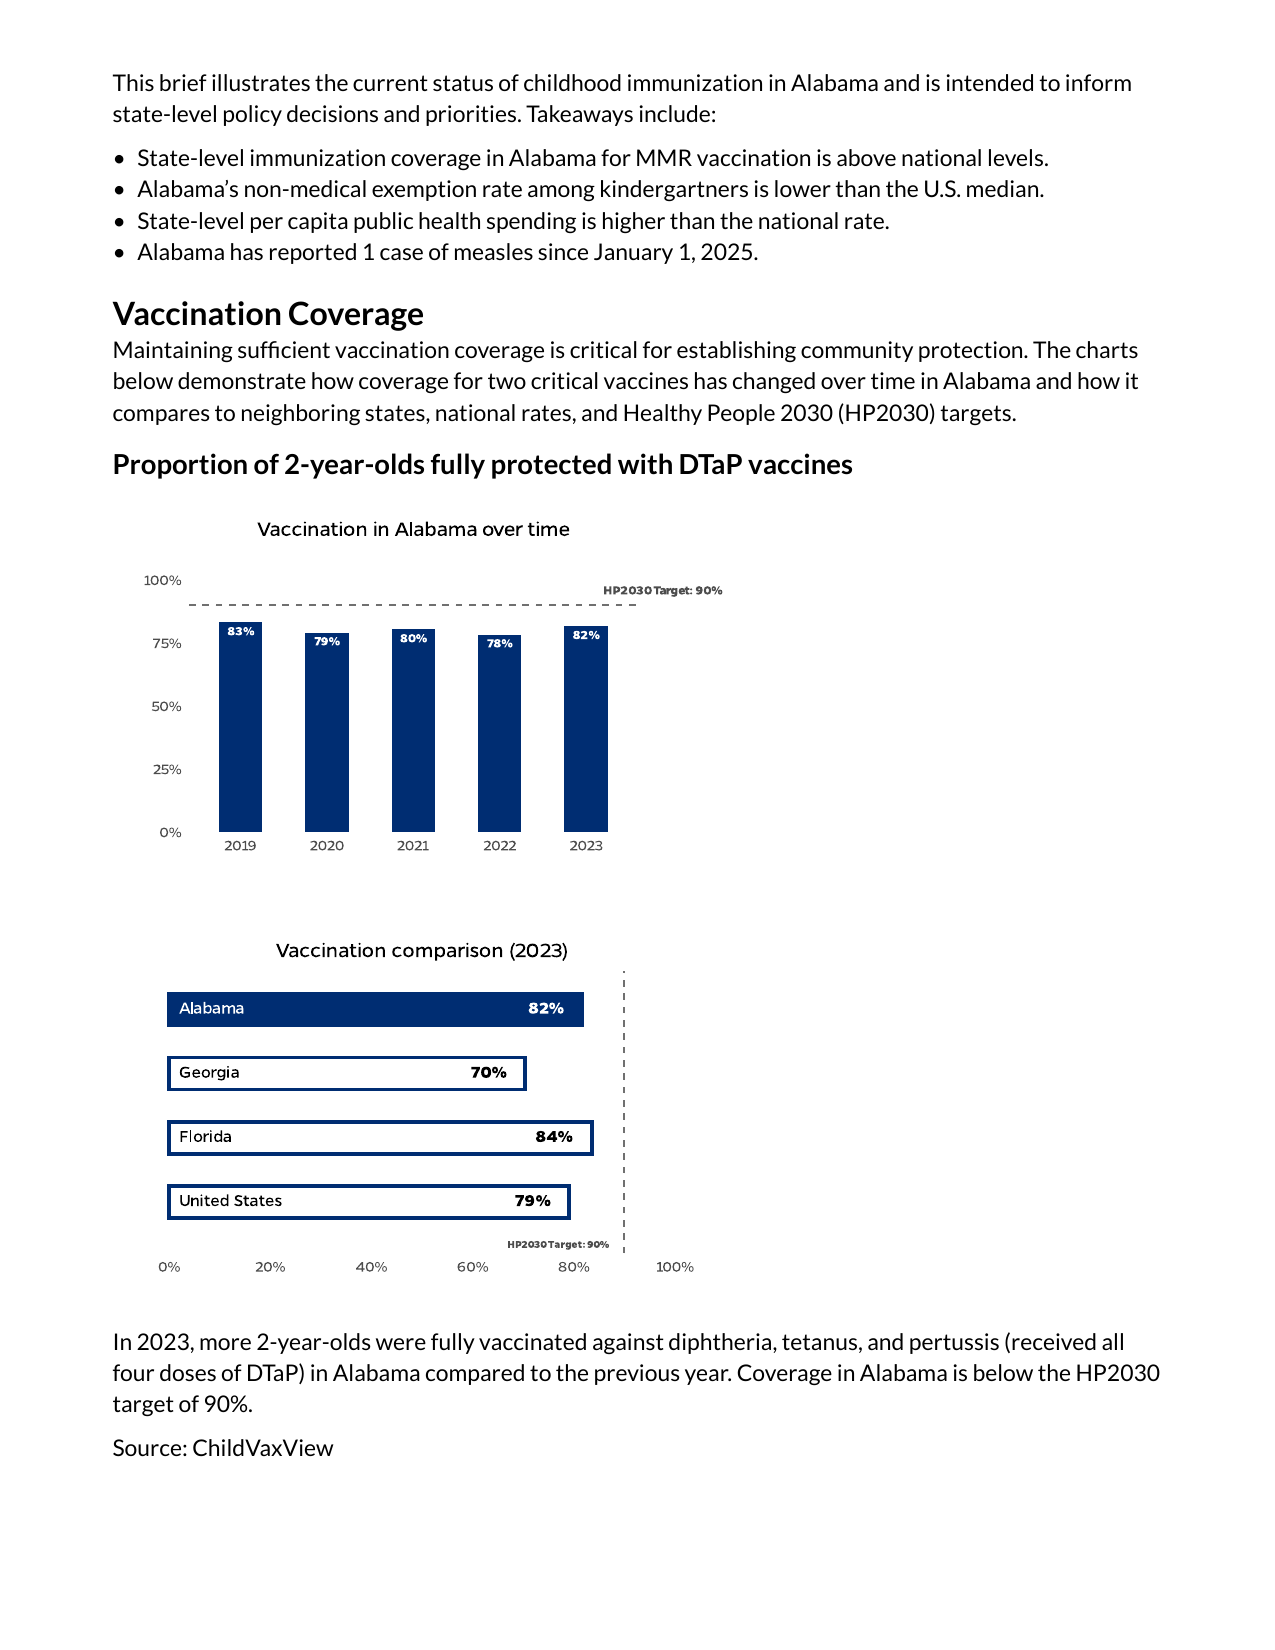 This brief illustrates the current status of childhood immunization in Alabama and is intended to inform
state-level policy decisions and priorities. Takeaways include:
• State-level immunization coverage in Alabama for MMR vaccination is above national levels.
• Alabama’s non-medical exemption rate among kindergartners is lower than the U.S. median.
• State-level per capita public health spending is higher than the national rate.
• Alabama has reported 1 case of measles since January 1, 2025.
Vaccination Coverage
Maintaining sufficient vaccination coverage is critical for establishing community protection. The charts
below demonstrate how coverage for two critical vaccines has changed over time in Alabama and how it
compares to neighboring states, national rates, and Healthy People 2030 (HP2030) targets.
Proportion of 2-year-olds fully protected with DTaP vaccines
Vaccination in Alabama over time
100%
HP2030 Target: 90%
75%
83%
79%
80%
78%
82%
50%
25%
0%
2019 2020 2021 2022 2023
Vaccination comparison (2023)
Alabama 82%
Georgia 70%
Florida 84%
United States 79%
HP2030 Target: 90%
0% 20% 40% 60% 80% 100%
In 2023, more 2-year-olds were fully vaccinated against diphtheria, tetanus, and pertussis (received all
four doses of DTaP) in Alabama compared to the previous year. Coverage in Alabama is below the HP2030
target of 90%.
Source: ChildVaxView